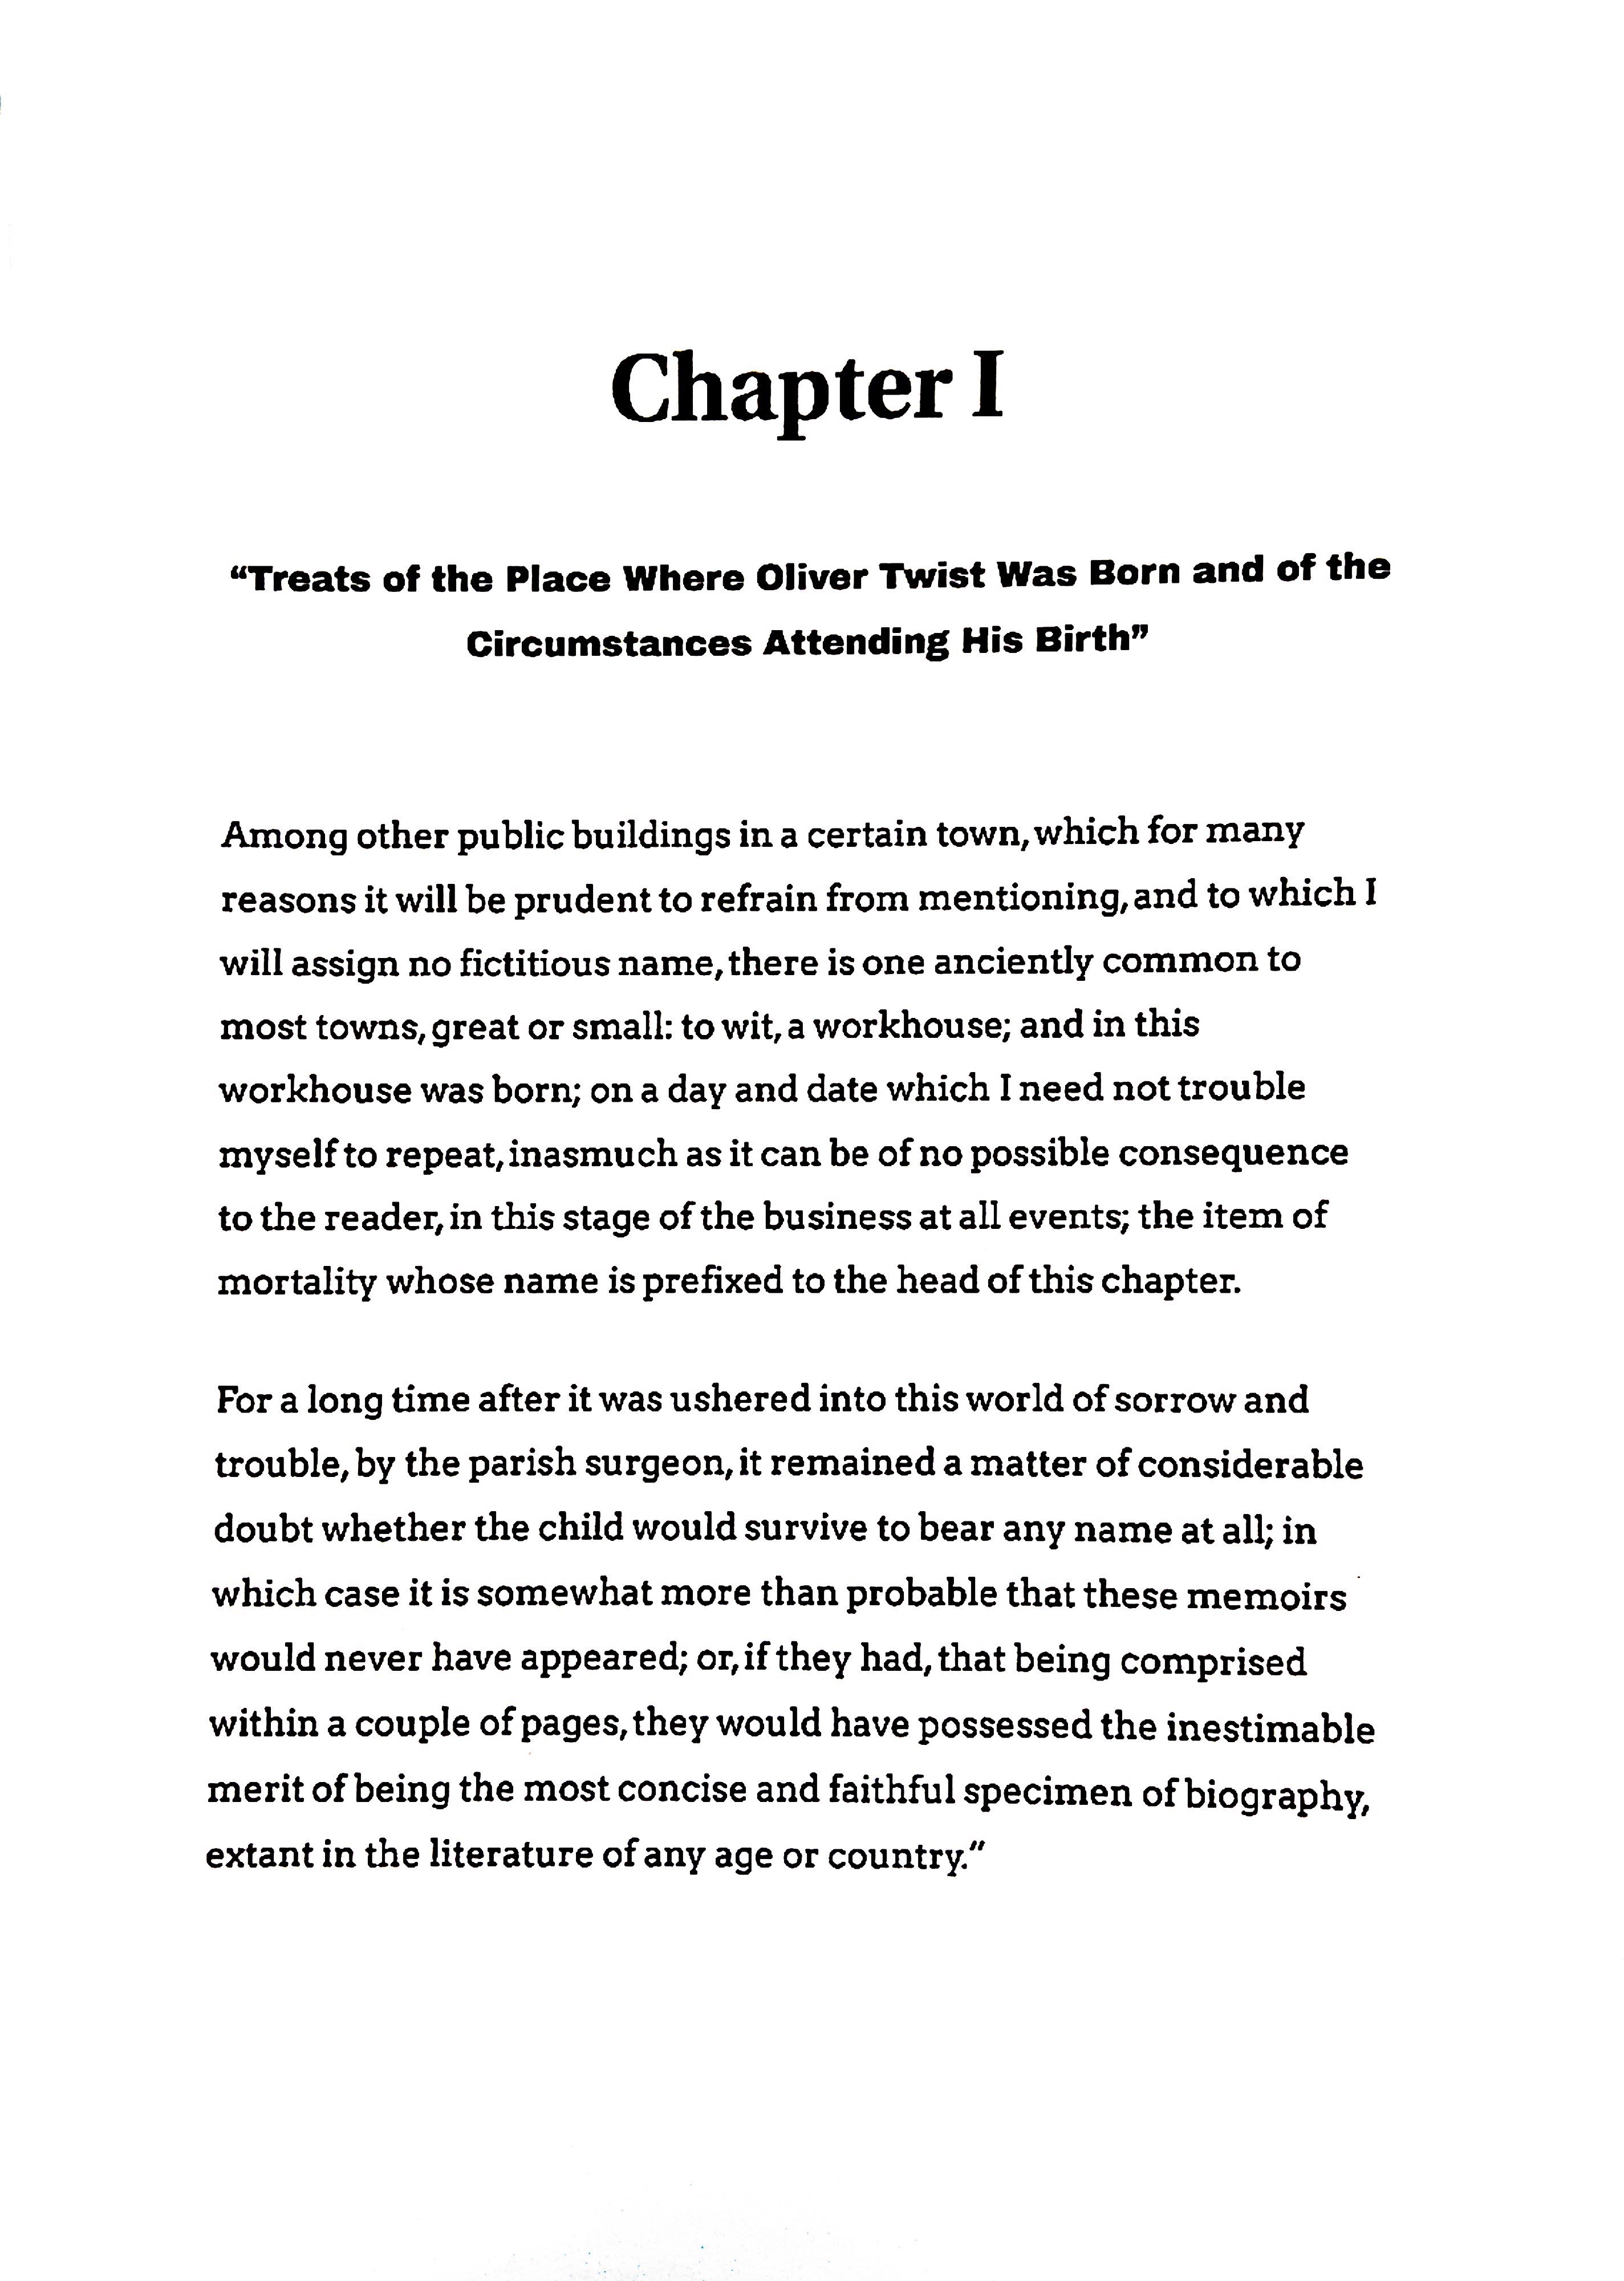 Chapter I
“Treats of the Place Where Oliver Twist Was Born and of the
Circumstances Attending His Birth”
Among other public buildings in a certain town, which for many
reasons it will be prudent to refrain from mentioning, and to which I
will assign no fictitious name, there is one anciently common to
most towns, great or small: to wit, a workhouse; and in this
workhouse was born; on a day and date which I need not trouble
myself to repeat, inasmuch as it can be of no possible consequence
to the reader, in this stage of the business at all events; the item of
mortality whose name is prefixed to the head of this chapter.
For a long time after it was ushered into this world of sorrow and
trouble, by the parish surgeon, it remained a matter of considerable
doubt whether the child would survive to bear any name at all; in
which case it is somewhat more than probable that these memoirs
would never have appeared; or, if they had, that being comprised
within a couple of pages, they would have possessed the inestimable
merit of being the most concise and faithful specimen of biography,
extant in the literature of any age or country."